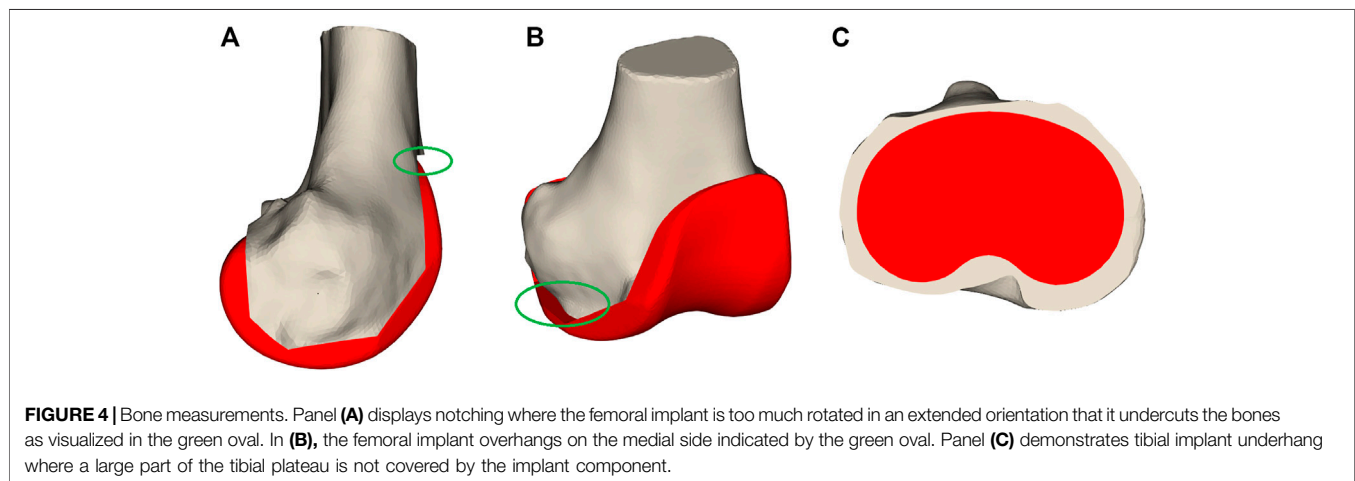 A
B
C
FIGURE 4 | Bone measurements. Panel (A) displays notching where the femoral implant is too much rotated in an extended orientation that it undercuts the bones
as visualized in the green oval. In (B), the femoral implant overhangs on the medial side indicated by the green oval. Panel (C) demonstrates tibial implant underhang
where a large part of the tibial plateau is not covered by the implant component.